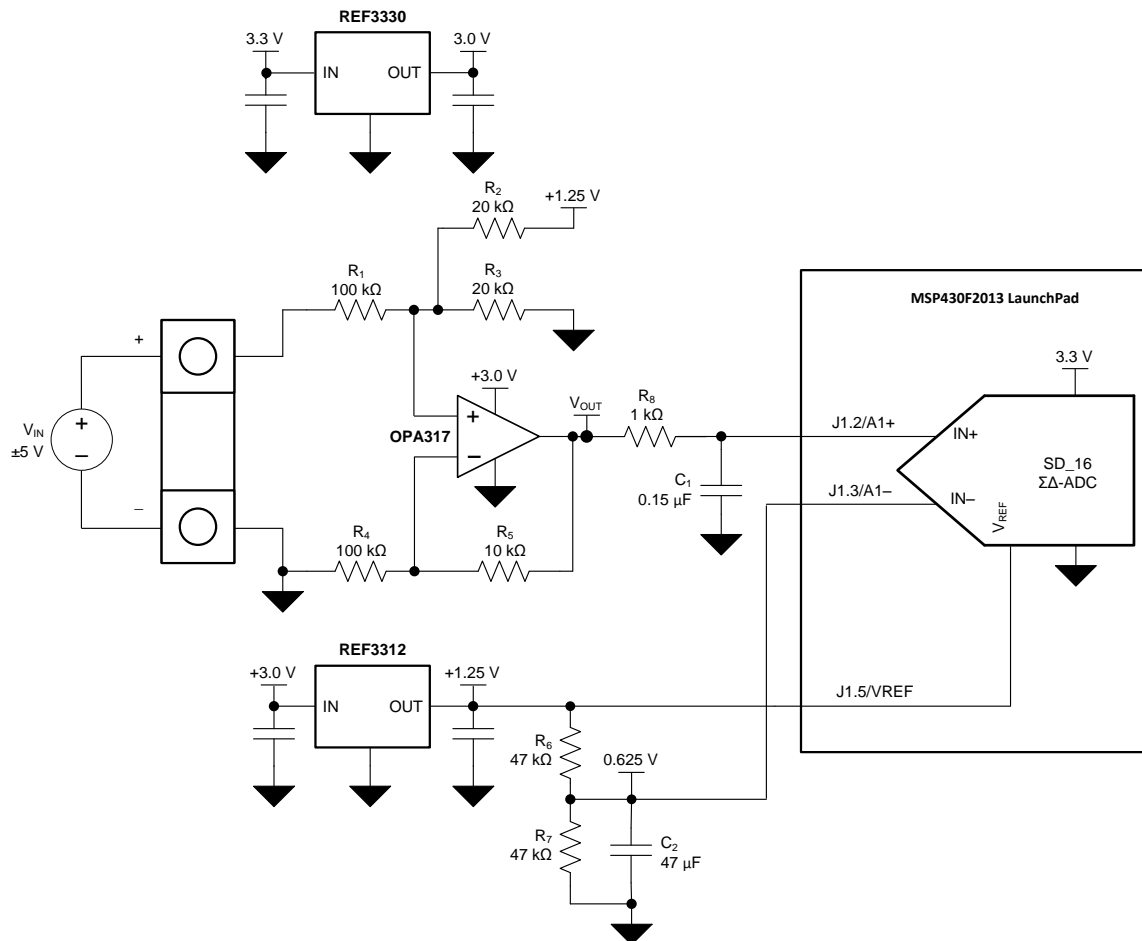 REF3330
3.3 V
3.0 V
IN
OUT
R2
20 kΩ
+1.25 V
R1
100 kΩ
R3
20 kΩ
MSP430F2013 LaunchPad
+
+3.0 V
3.3 V
VIN
±5 V
+
−
OPA317
+
−
VOUT
R8
1 kΩ
J1.2/A1+
IN+
SD_16
ΣΔ-ADC
C1
0.15 µF
J1.3/A1−
IN−
VREF
−
R4
100 kΩ
R5
10 kΩ
REF3312
+3.0 V
+1.25 V
IN
OUT
J1.5/VREF
R6
47 kΩ
0.625 V
R7
47 kΩ
C2
47 µF